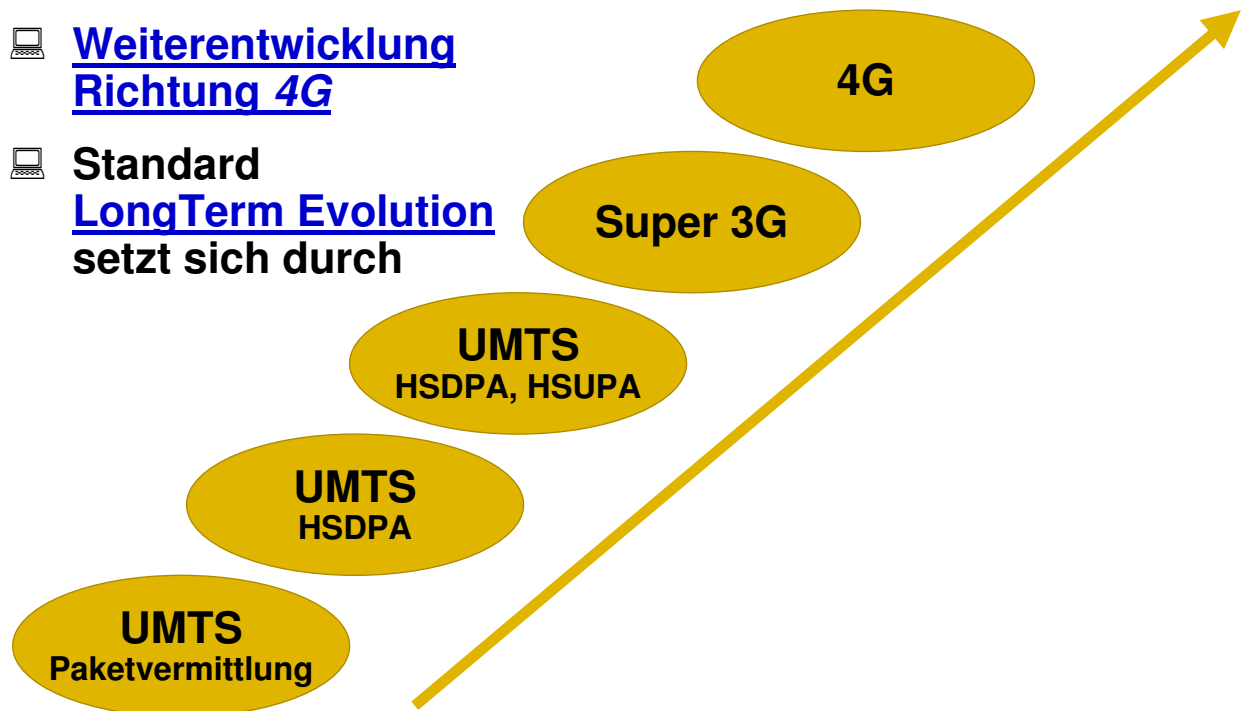 Weiterentwicklung
Richtung 4G
Standard
LongTerm Evolution
setzt sich durch
4G
Super 3G
UMTS
HSDPA, HSUPA
UMTS
HSDPA
UMTS
Paketvermittlung